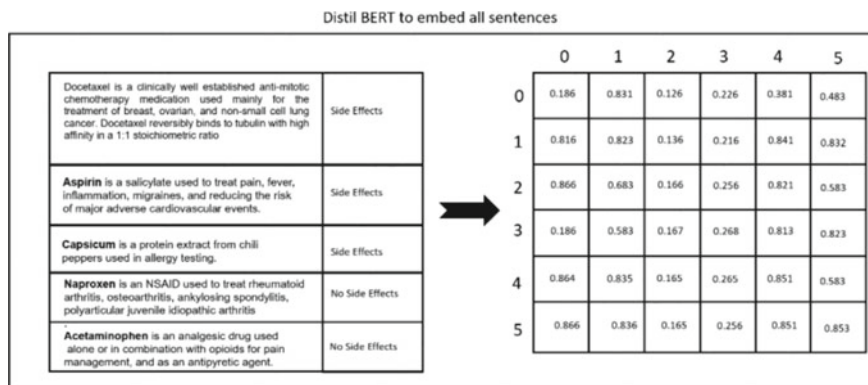 Distil BERT to embed all sentences
Docetaxel is a clinically well established anti-mitotic
chemotherapy medication used mainly for the
treatment of breast, ovarian, and non-small cell lung
cancer. Docetaxel reversibly binds to tubulin with high
affinity in a 1:1 stoichiometric ratio
Side Effects
Aspirin is a salicylate used to treat pain, fever,
inflammation, migraines, and reducing the risk
of major adverse cardiovascular events.
Side Effects
Capsicum is a protein extract from chili
peppers used in allergy testing.
Side Effects
Naproxen is an NSAID used to treat rheumatoid
arthritis, osteoarthritis, ankylosing spondylitis,
polyarticular juvenile idiopathic arthritis
No Side Effects
Acetaminophen is an analgesic drug used
alone or in combination with opioids for pain
management, and as an antipyretic agent.
No Side Effects
0 1 2 3 4 5
0 0.186 0.831 0.126 0.226 0.381 0.483
1 0.816 0.823 0.136 0.216 0.841 0.832
2 0.866 0.683 0.166 0.256 0.821 0.583
3 0.186 0.583 0.167 0.268 0.813 0.823
4 0.864 0.835 0.165 0.265 0.851 0.583
5 0.866 0.836 0.165 0.256 0.851 0.853